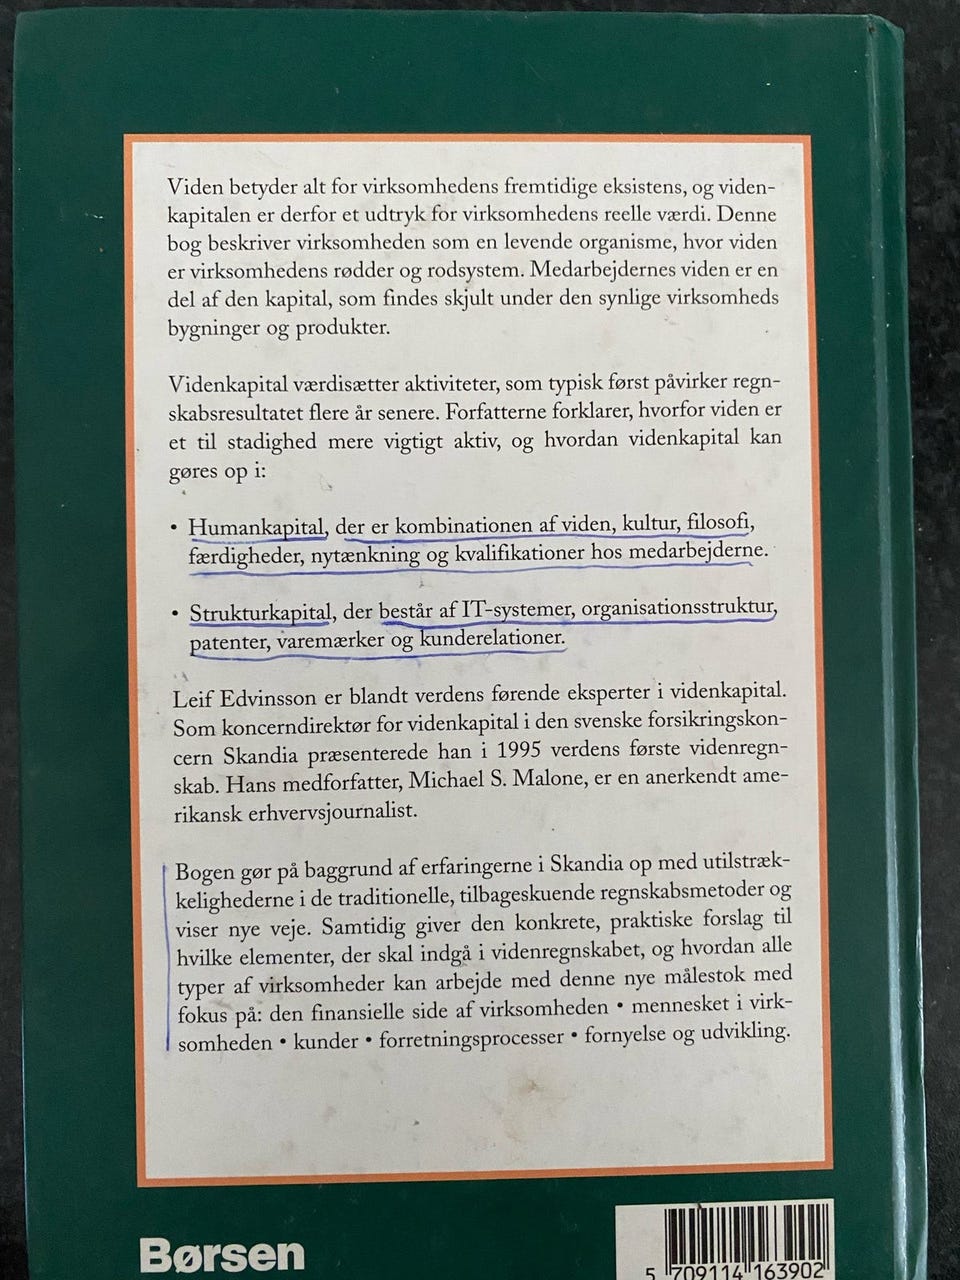 Viden betyder alt for virksomhedens fremtidige eksistens, og viden-
kapitalen er derfor et udtryk for virksomhedens reelle værdi. Denne
bog beskriver virksomheden som en levende organisme, hvor viden
er virksomhedens rødder og rodsystem. Medarbejdernes viden er en
del af den kapital, som findes skjult under den synlige virksomheds
bygninger og produkter.
Videnkapital værdisætter aktiviteter, som typisk først påvirker regn-
skabsresultatet flere år senere. Forfatterne forklarer, hvorfor viden er
et til stadighed mere vigtigt aktiv, og hvordan videnkapital kan
gøres op i:
• Humankapital, der er kombinationen af viden, kultur, filosofi,
færdigheder, nytænkning og kvalifikationer hos medarbejderne.
• Strukturkapital, der består af IT-systemer, organisationsstruktur,
patenter, varemærker og kunderelationer.
Leif Edvinsson er blandt verdens førende eksperter i videnkapital.
Som koncerndirektør for videnkapital i den svenske forsikringskon-
cern Skandia præsenterede han i 1995 verdens første videnregn-
skab. Hans medforfatter, Michael S. Malone, er en anerkendt ame-
rikansk erhvervsjournalist.
Bogen gør på baggrund af erfaringerne i Skandia op med utilstræk-
kelighederne i de traditionelle, tilbageskuende regnskabsmetoder og
viser nye veje. Samtidig giver den konkrete, praktiske forslag til
hvilke elementer, der skal indgå i videnregnskabet, og hvordan alle
typer af virksomheder kan arbejde med denne nye målestok med
fokus på: den finansielle side af virksomheden • mennesket i virk-
somheden • kunder • forretningsprocesser • fornyelse og udvikling.
Børsen
5 709114 163902